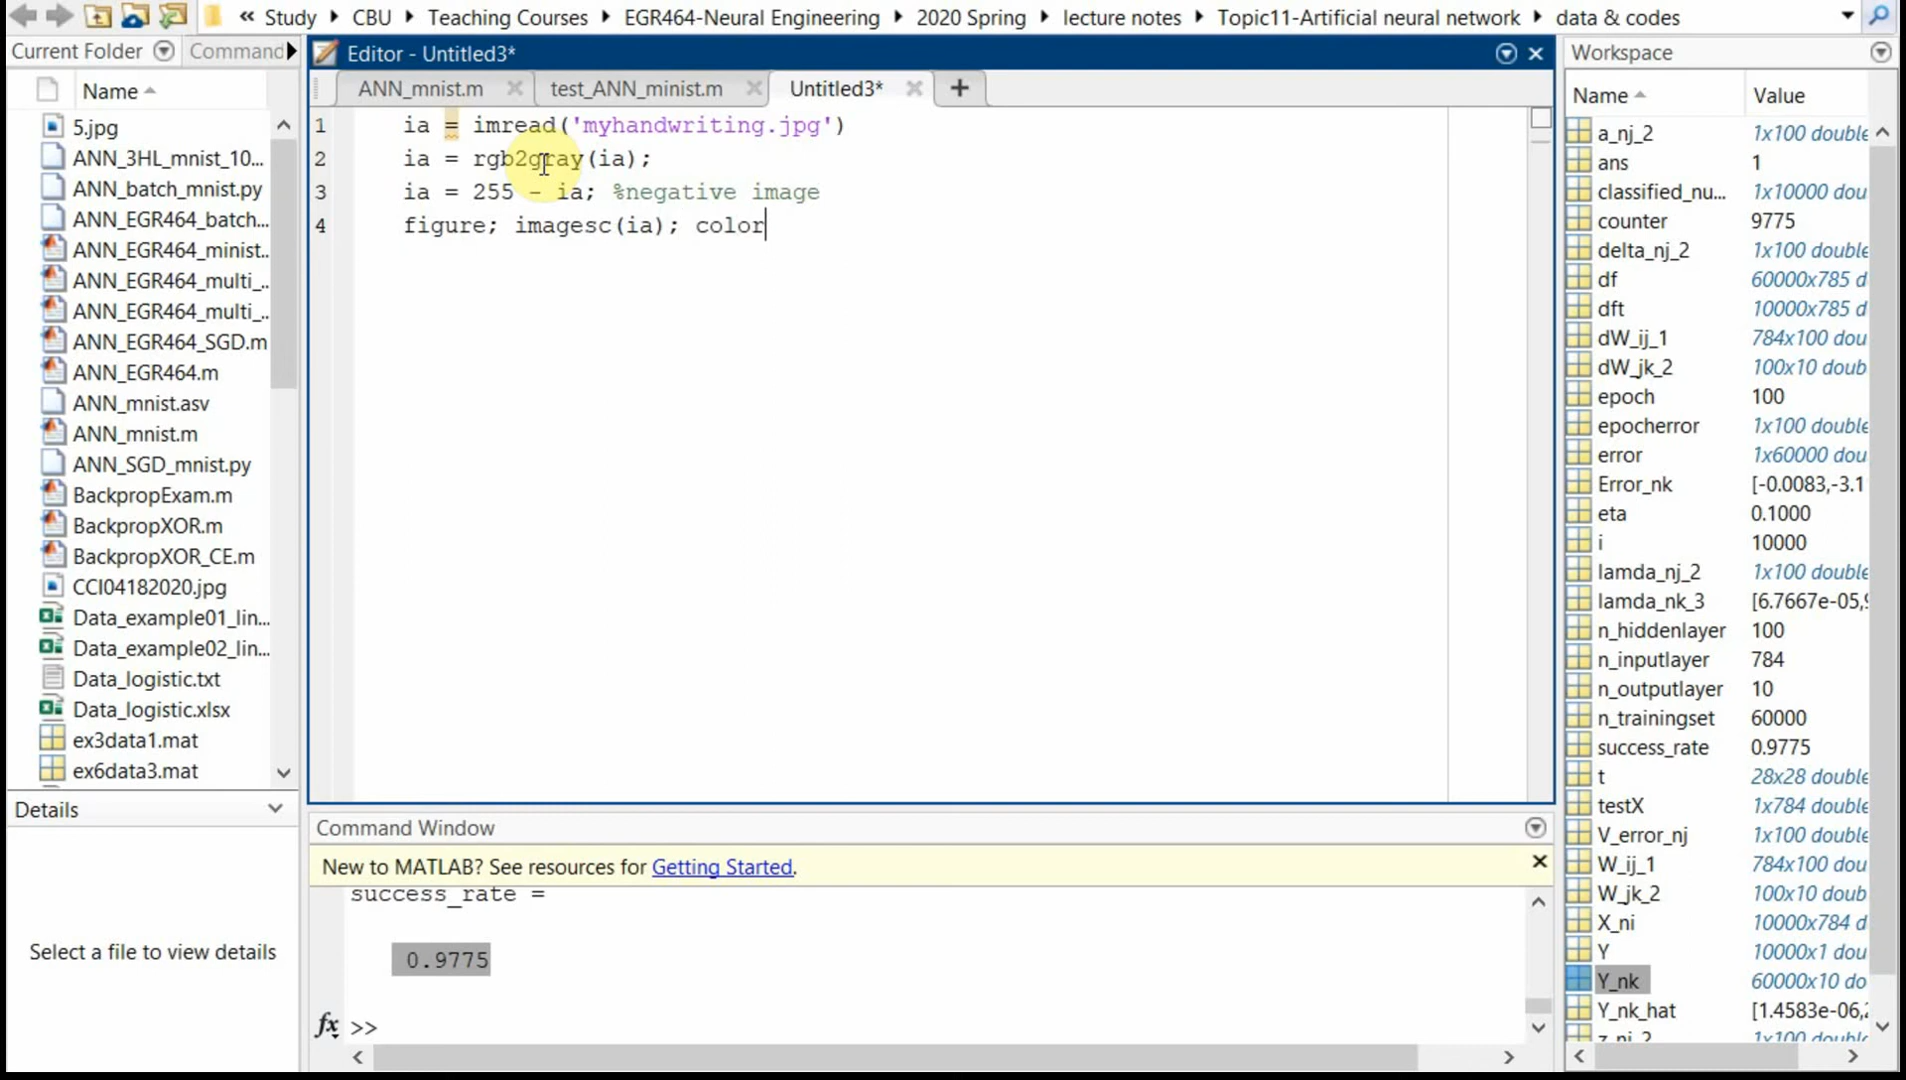 « Study CBU Teaching Courses EGR464-Neural Engineering 2020 Spring lecture notes Topic11-Artificial neural network data & codes
Current Folder Command
Name
5.jpg
ANN_3HL_mnist_10...
ANN_batch_mnist.py
ANN_EGR464_batch...
ANN_EGR464_minist...
ANN_EGR464_multi_...
ANN_EGR464_multi_...
ANN_EGR464_SGD.m
ANN_EGR464.m
ANN_mnist.asv
ANN_mnist.m
ANN_SGD_mnist.py
BackpropExam.m
BackpropXOR.m
BackpropXOR_CE.m
CCI04182020.jpg
Data_example01_lin...
Data_example02_lin...
Data_logistic.txt
Data_logistic.xlsx
ex3data1.mat
ex6data3.mat
Details
Select a file to view details
Editor - Untitled3*
ANN_mnist.m test_ANN_minist.m Untitled3* +
1 ia = imread('myhandwriting.jpg')
2 ia = rgb2gray(ia);
3 ia = 255 - ia; %negative image
4 figure; imagesc(ia); color
Command Window
New to MATLAB? See resources for Getting Started.
success_rate =
0.9775
fx >>
Workspace
Name Value
a_nj_2 1x100 double
ans 1
classified_nu... 1x10000 double
counter 9775
delta_nj_2 1x100 double
df 60000x785 d
dft 10000x785 d
dW_ij_1 784x100 dou
dW_jk_2 100x10 doub
epoch 100
epocherror 1x100 double
error 1x60000 dou
Error_nk [-0.0083,-3.1
eta 0.1000
i 10000
lamda_nj_2 1x100 double
lamda_nk_3 [6.7667e-05,9
n_hiddenlayer 100
n_inputlayer 784
n_outputlayer 10
n_trainingset 60000
success_rate 0.9775
t 28x28 double
testX 1x784 double
V_error_nj 1x100 double
W_ij_1 784x100 dou
W_jk_2 100x10 doub
X_ni 10000x784 d
Y 10000x1 doub
Y_nk 60000x10 do
Y_nk_hat [1.4583e-06,2
z_nj_2 1x100 double